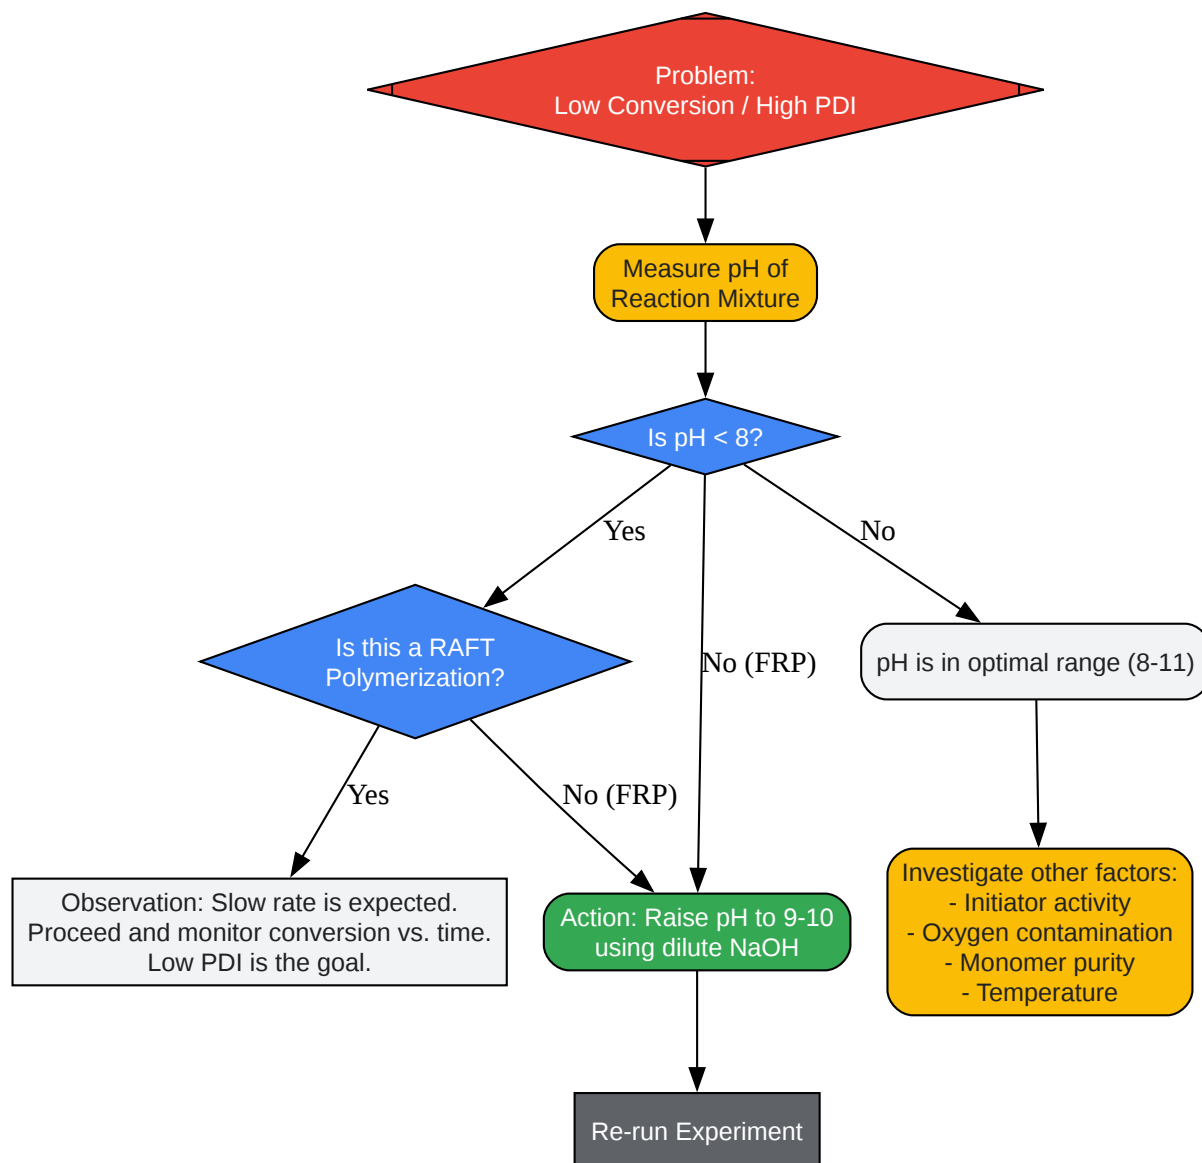 Problem:
Low Conversion / High PDI
Measure pH of
Reaction Mixture
Is pH < 8?
Yes
No
No (FRP)
Is this a RAFT
Polymerization?
pH is in optimal range (8-11)
Yes
No (FRP)
Observation: Slow rate is expected.
Proceed and monitor conversion vs. time.
Low PDI is the goal.
Action: Raise pH to 9-10
using dilute NaOH
Investigate other factors:
- Initiator activity
- Oxygen contamination
- Monomer purity
- Temperature
Re-run Experiment